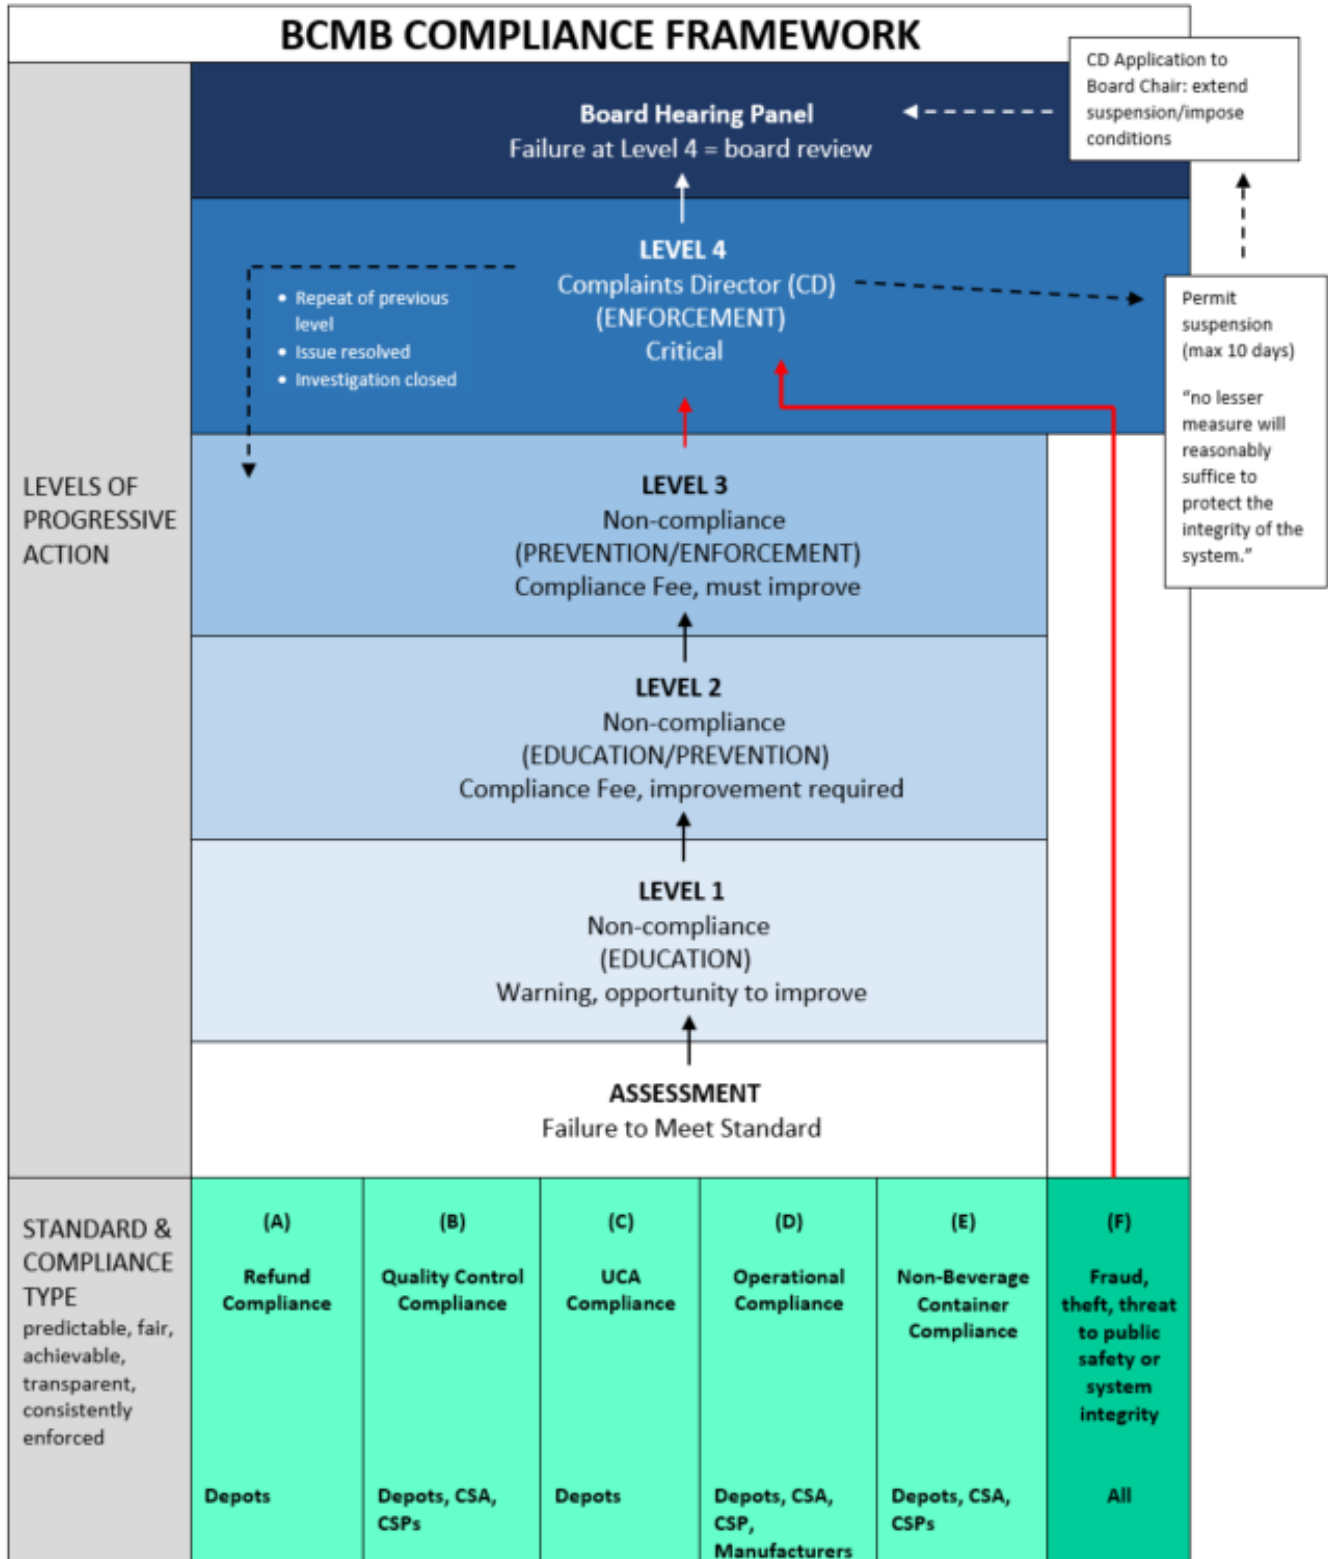 BCMB COMPLIANCE FRAMEWORK
CD Application to
Board Chair: extend
suspension/impose
conditions
Board Hearing Panel
Failure at Level 4 = board review
LEVEL 4
Complaints Director (CD)
(ENFORCEMENT)
Critical
• Repeat of previous
level
• Issue resolved
• Investigation closed
Permit
suspension
(max 10 days)
“no lesser
measure will
reasonably
suffice to
protect the
integrity of the
system.”
LEVELS OF
PROGRESSIVE
ACTION
LEVEL 3
Non-compliance
(PREVENTION/ENFORCEMENT)
Compliance Fee, must improve
LEVEL 2
Non-compliance
(EDUCATION/PREVENTION)
Compliance Fee, improvement required
LEVEL 1
Non-compliance
(EDUCATION)
Warning, opportunity to improve
ASSESSMENT
Failure to Meet Standard
STANDARD &
COMPLIANCE
TYPE
predictable, fair,
achievable,
transparent,
consistently
enforced
(A)
Refund
Compliance
Depots
(B)
Quality Control
Compliance
Depots, CSA,
CSPs
(C)
UCA
Compliance
Depots
(D)
Operational
Compliance
Depots, CSA,
CSP,
Manufacturers
(E)
Non-Beverage
Container
Compliance
Depots, CSA,
CSPs
(F)
Fraud,
theft, threat
to public
safety or
system
integrity
All